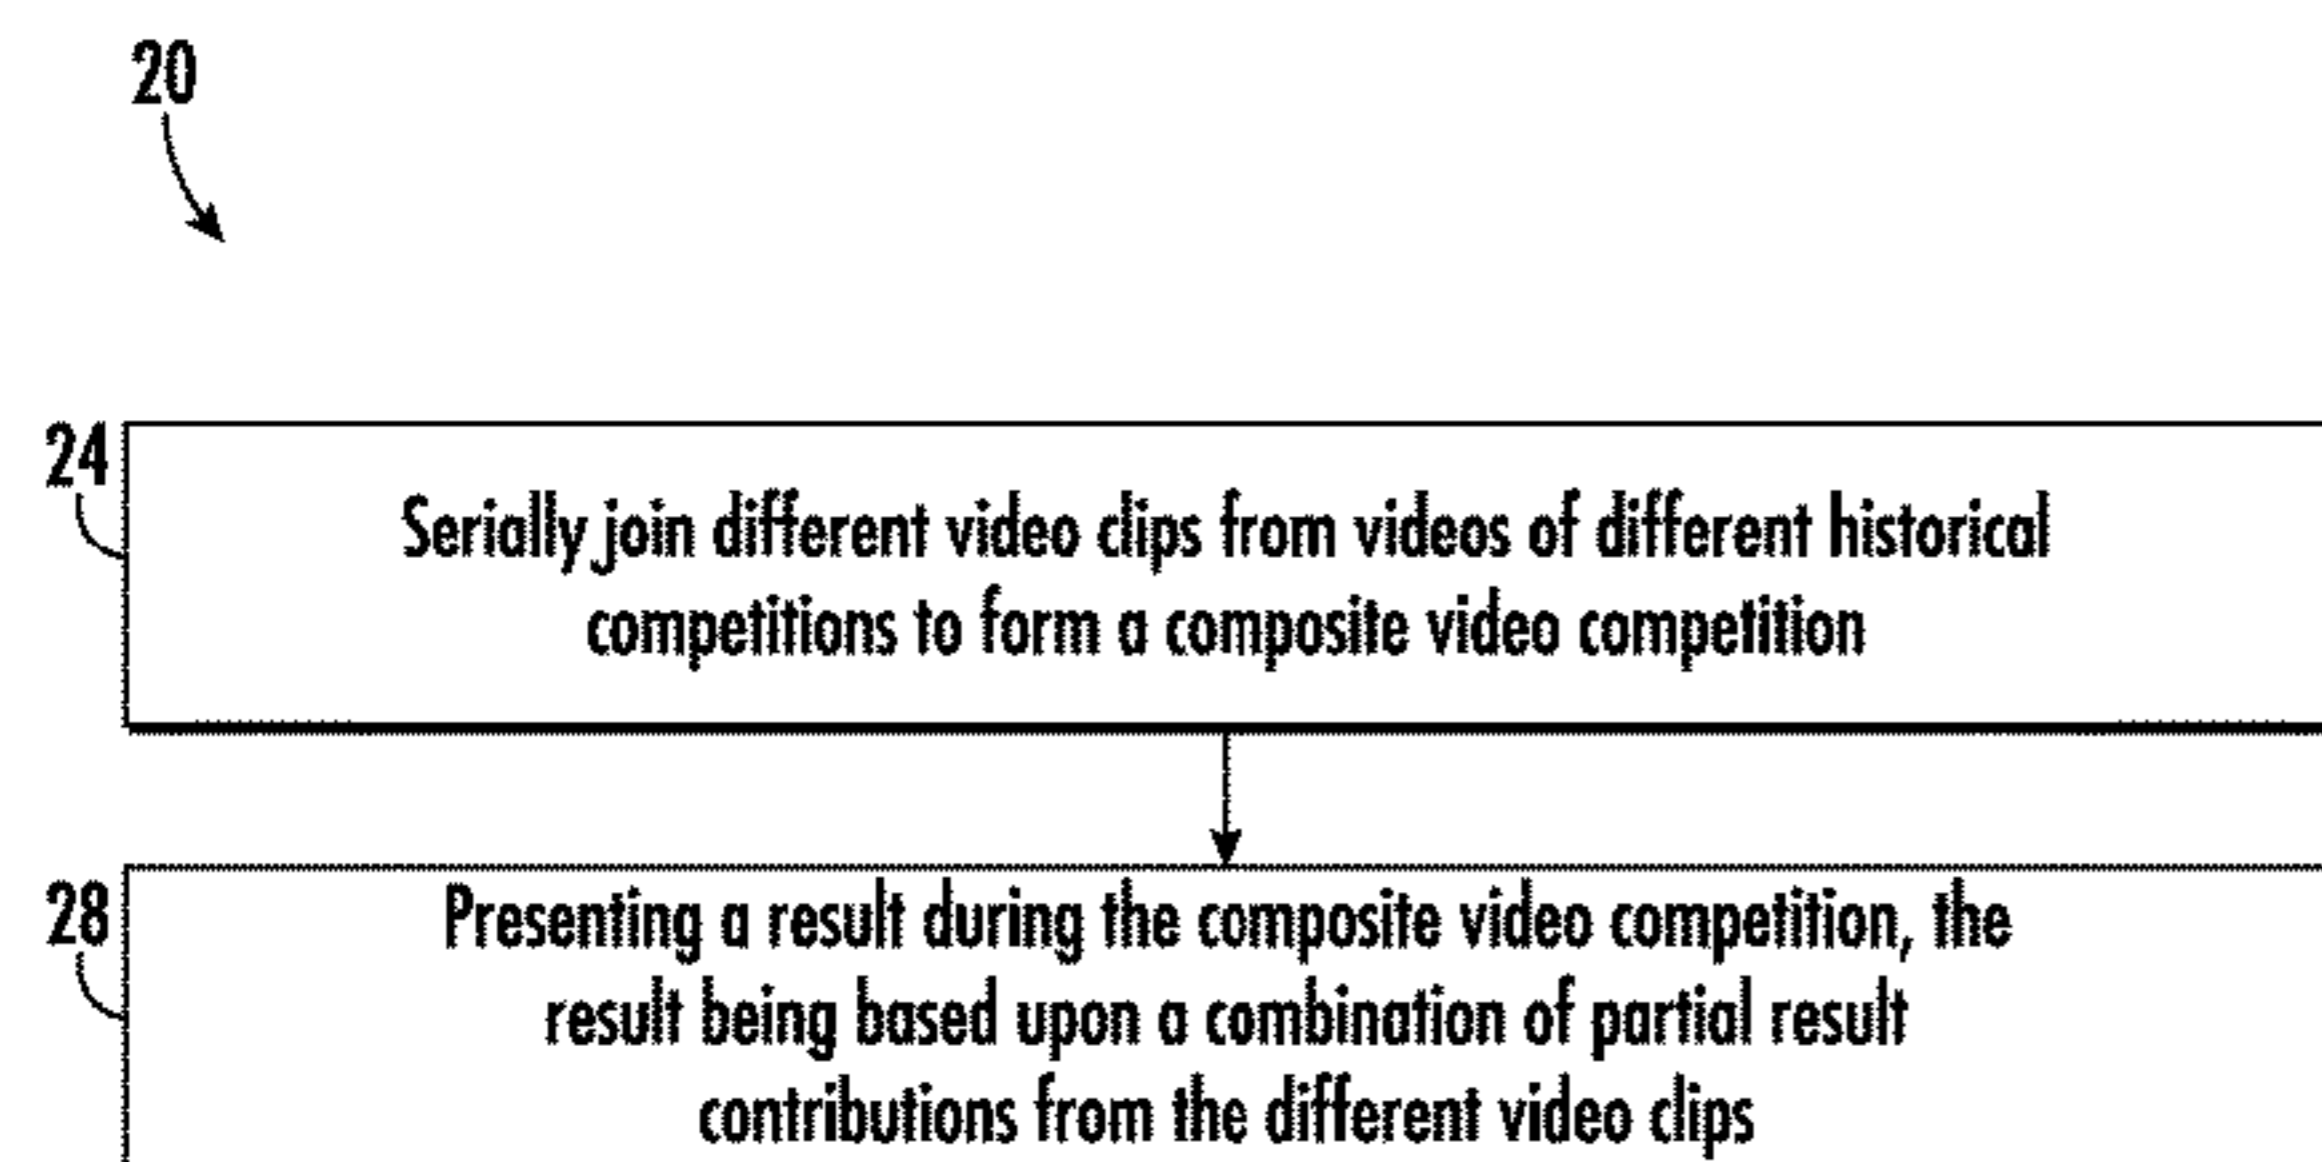 20
24
Serially join different video clips from videos of different historical
competitions to form a composite video competition
28
Presenting a result during the composite video competition, the
result being based upon a combination of partial result
contributions from the different video clips